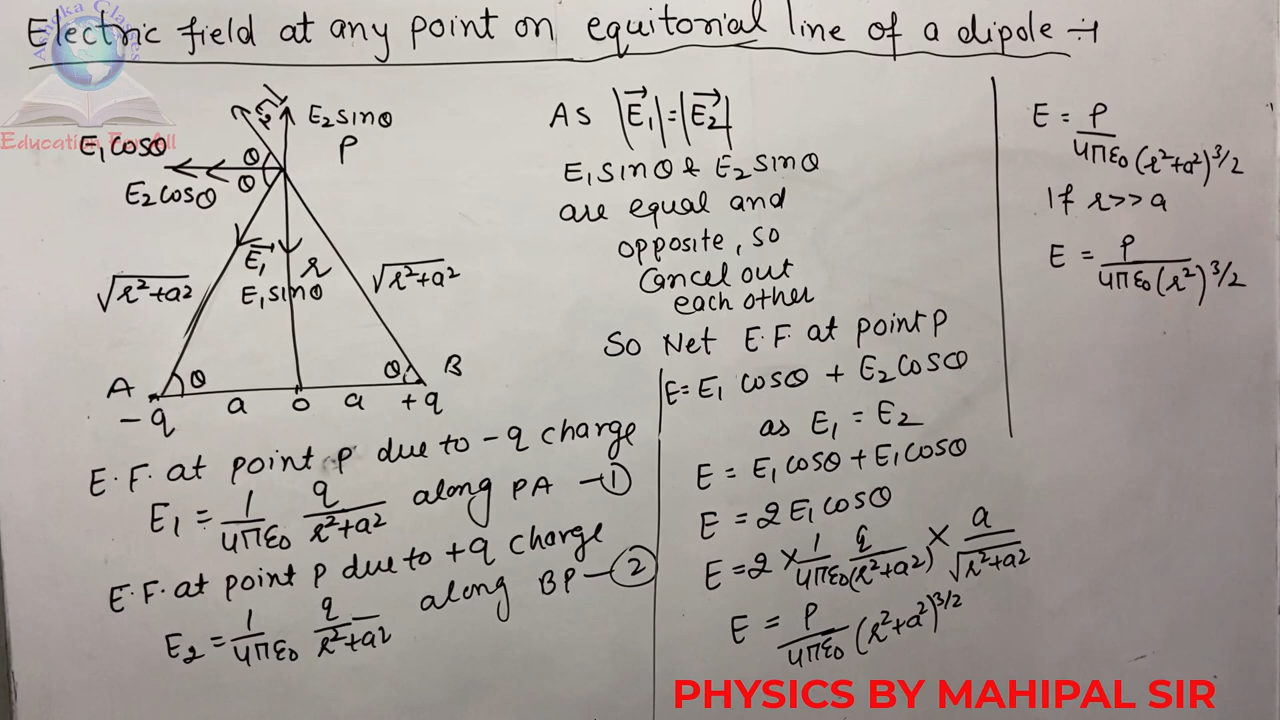 Electric field at any point on equitorial line of a dipole ÷
Education For All
E₂
E₂ sinθ
P
E₁ cosθ
θ
θ
E₂ cosθ
E₁
r
E₁ sinθ
√r²+a²
√r²+a²
A
θ
θ
B
-q
a
o
a
+q
E.F. at point P due to -q charge
E₁ = 1/4πε₀ q/r²+a² along PA -①
E.F. at point P due to +q charge
E₂ = 1/4πε₀ q/r²+a² along BP -②
As |E₁| = |E₂|
E₁ sinθ & E₂ sinθ
are equal and
opposite, so
Cancel out
each other
So Net E.F. at point P
E = E₁ cosθ + E₂ cosθ
as E₁ = E₂
E = E₁ cosθ + E₁ cosθ
E = 2E₁ cosθ
E = 2 × 1/4πε₀ q/(r²+a²) × a/√r²+a²
E = P/4πε₀ (r²+a²)^3/2
E = P/4πε₀(r²+a²)^3/2
If r>>a
E = P/4πε₀(r²)^3/2
PHYSICS BY MAHIPAL SIR